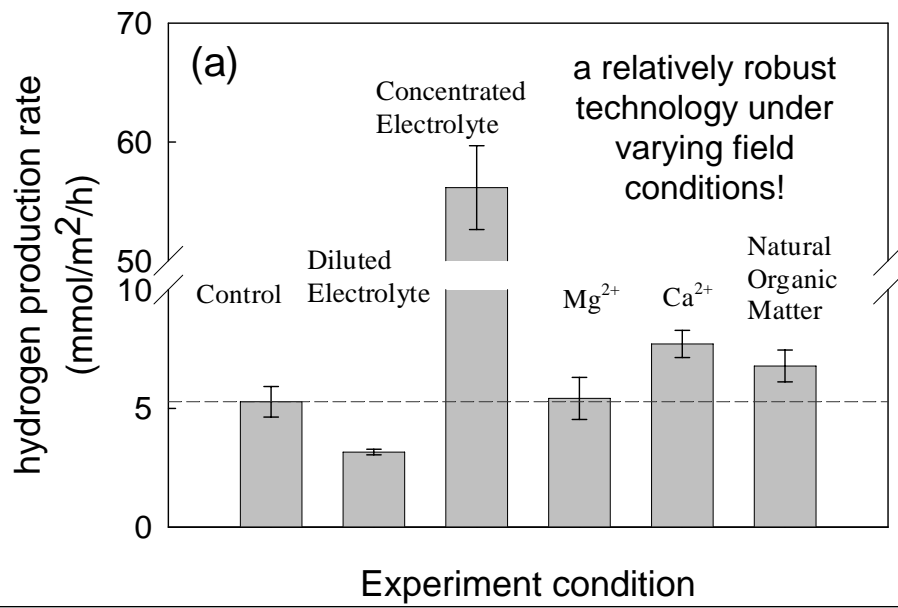 hydrogen production rate
(mmol/m²/h)
70
60
50
10
5
0
(a)
a relatively robust
technology under
varying field
conditions!
Control
Diluted
Electrolyte
Concentrated
Electrolyte
Mg²⁺
Ca²⁺
Natural
Organic
Matter
Experiment condition